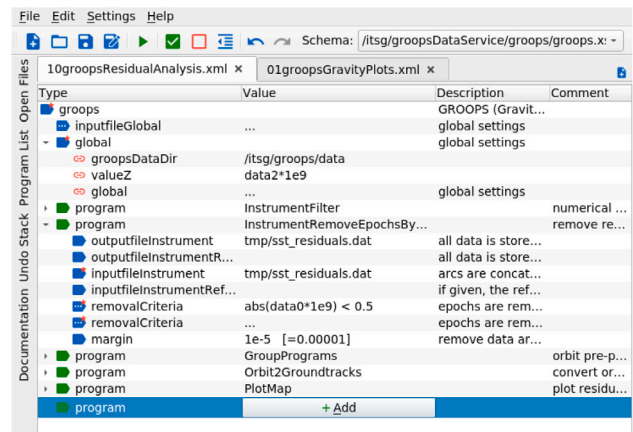 File Edit Settings Help
Schema: /itsg/groopsDataService/groops/groops.x
10groopsResidualAnalysis.xml × 01groopsGravityPlots.xml ×
Open Files
Program List
Undo Stack
Documentation
Type Value Description Comment
groops GROOPS (Gravit...
inputfileGlobal ... global settings
global global settings
groopsDataDir /itsg/groops/data
valueZ data2*1e9
global ... global settings
program InstrumentFilter numerical ...
program InstrumentRemoveEpochsBy... remove re...
outputfileInstrument tmp/sst_residuals.dat all data is store...
outputfileInstrumentR... all data is store...
inputfileInstrument tmp/sst_residuals.dat arcs are concat...
inputfileInstrumentRef... if given, the ref...
removalCriteria abs(data0*1e9) < 0.5 epochs are rem...
removalCriteria ... epochs are rem...
margin 1e-5 [=0.00001] remove data ar...
program GroupPrograms orbit pre-p...
program Orbit2Groundtracks convert or...
program PlotMap plot residu...
program + Add